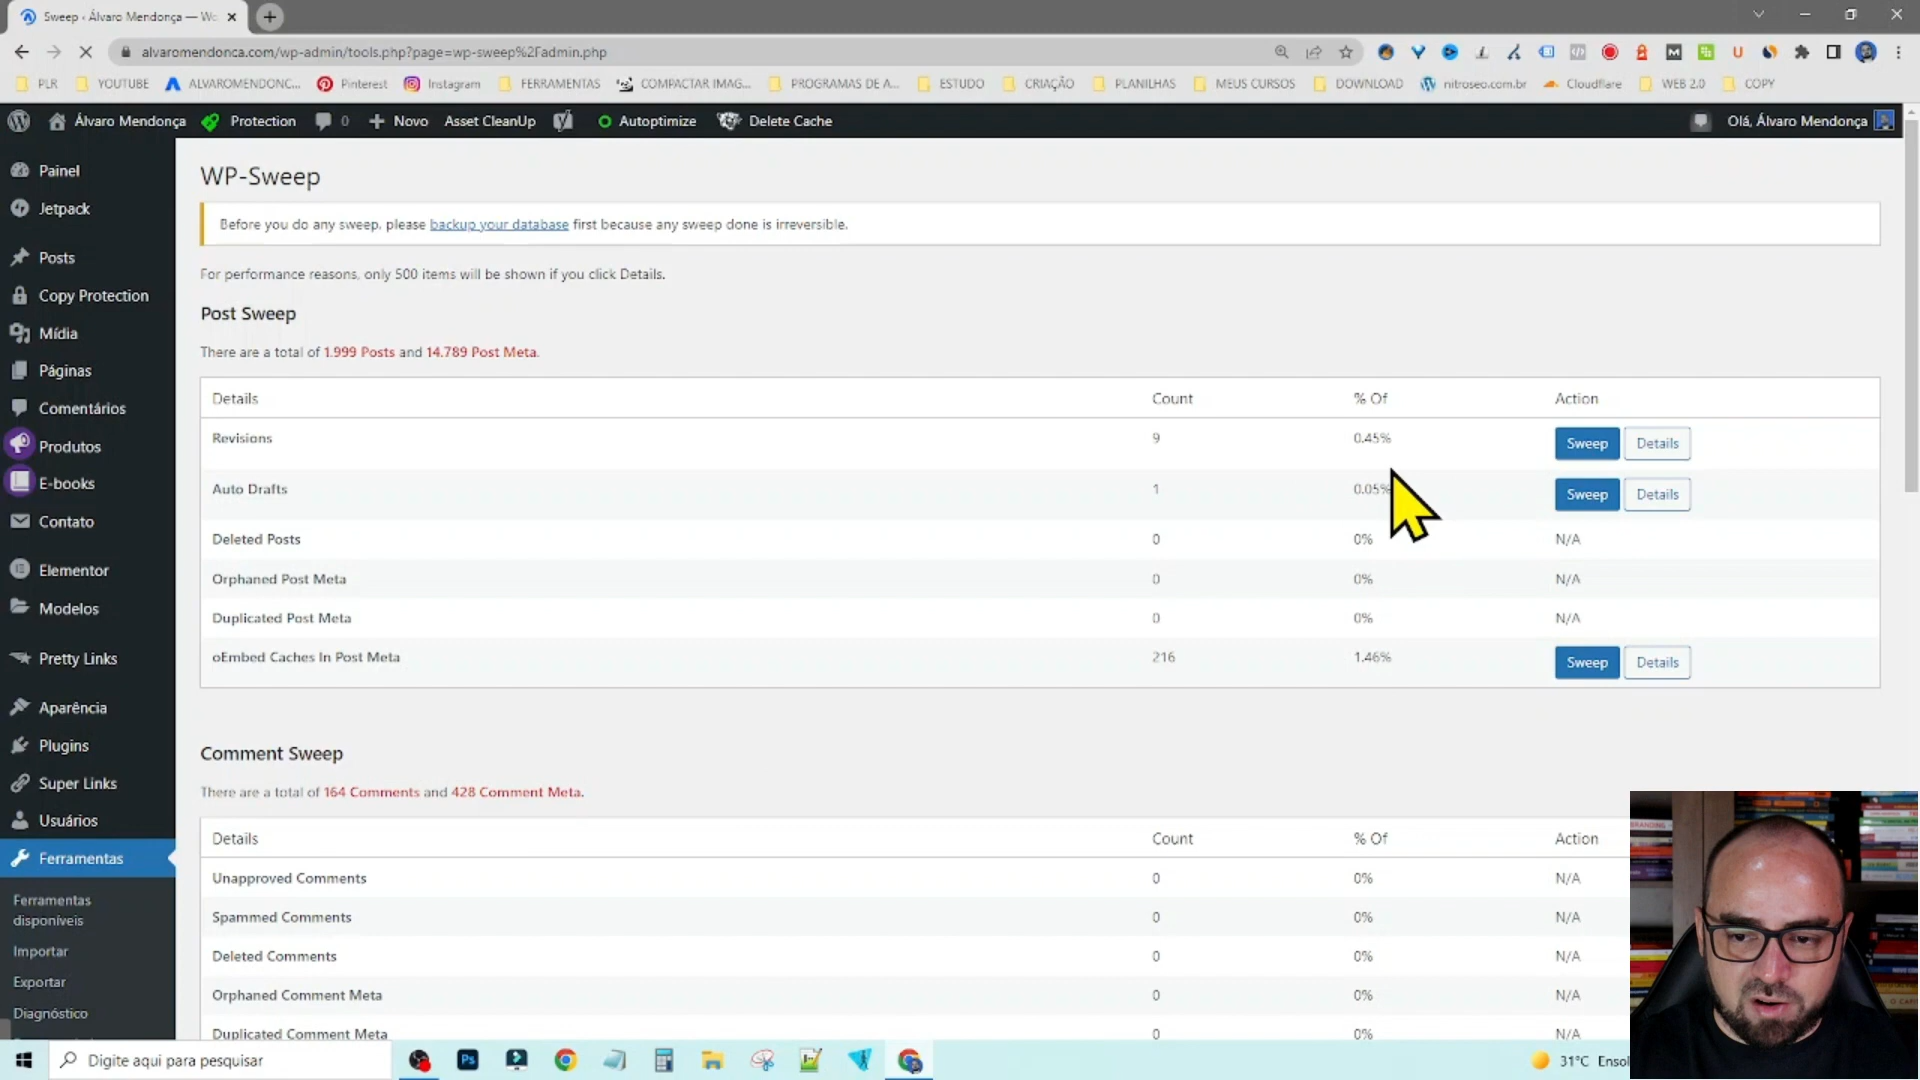 Sweep ‹ Álvaro Mendonça — Wo
alvaromendonca.com/wp-admin/tools.php?page=wp-sweep%2Fadmin.php
PLR YOUTUBE ALVAROMENDONC... Pinterest Instagram FERRAMENTAS COMPACTAR IMAG... PROGRAMAS DE A... ESTUDO CRIAÇÃO PLANILHAS MEUS CURSOS DOWNLOAD nitroseo.com.br Cloudflare WEB 2.0 COPY
Álvaro Mendonça Protection 0 Novo Asset CleanUp Autoptimize Delete Cache Olá, Álvaro Mendonça
Painel
Jetpack
Posts
Copy Protection
Mídia
Páginas
Comentários
Produtos
E-books
Contato
Elementor
Modelos
Pretty Links
Aparência
Plugins
Super Links
Usuários
Ferramentas
Ferramentas
disponíveis
Importar
Exportar
Diagnóstico
WP-Sweep
Before you do any sweep, please backup your database first because any sweep done is irreversible.
For performance reasons, only 500 items will be shown if you click Details.
Post Sweep
There are a total of 1.999 Posts and 14.789 Post Meta.
Details Count % Of Action
Revisions 9 0.45% Sweep Details
Auto Drafts 1 0.05% Sweep Details
Deleted Posts 0 0% N/A
Orphaned Post Meta 0 0% N/A
Duplicated Post Meta 0 0% N/A
oEmbed Caches In Post Meta 216 1.46% Sweep Details
Comment Sweep
There are a total of 164 Comments and 428 Comment Meta.
Details Count % Of Action
Unapproved Comments 0 0% N/A
Spammed Comments 0 0% N/A
Deleted Comments 0 0% N/A
Orphaned Comment Meta 0 0% N/A
Duplicated Comment Meta 0 0% N/A
Digite aqui para pesquisar
31°C Ensol